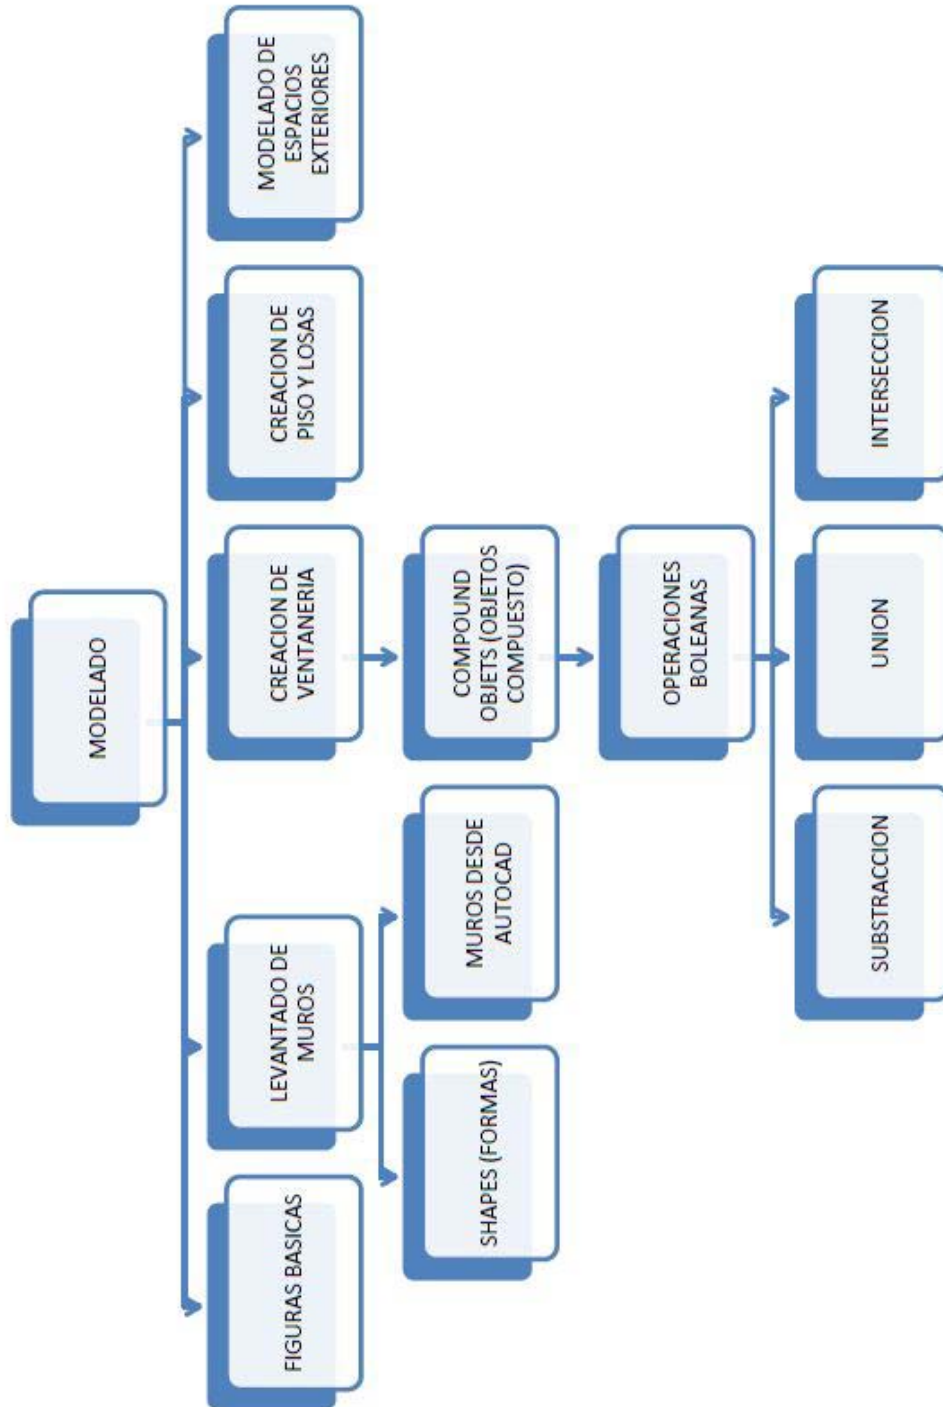 MODELADO
FIGURAS BASICAS
LEVANTADO DE
MUROS
CREACION DE
VENTANERIA
CREACION DE
PISO Y LOSAS
MODELADO DE
ESPACIOS
EXTERIORES
SHAPES (FORMAS)
MUROS DESDE
AUTOCAD
COMPOUND
OBJETS (OBJETOS
COMPUESTO)
OPERACIONES
BOLEANAS
SUBSTRACCION
UNION
INTERSECCION